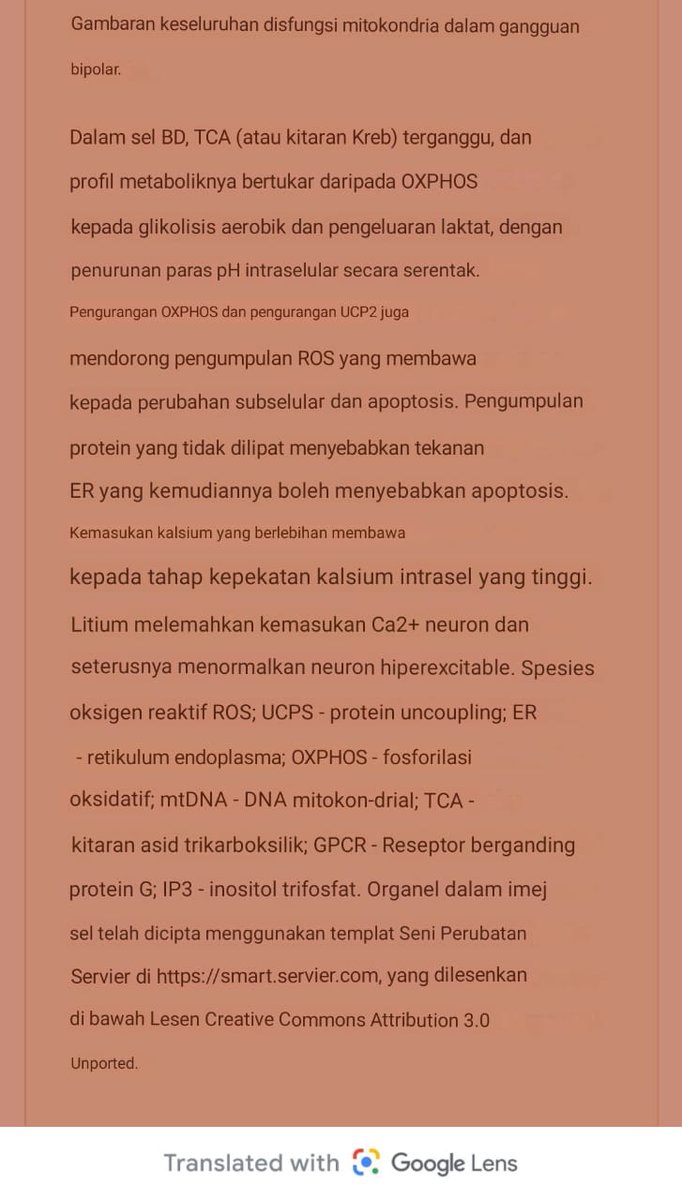 Gambaran keseluruhan disfungsi mitokondria dalam gangguan
bipolar.
Dalam sel BD, TCA (atau kitaran Kreb) terganggu, dan
profil metaboliknya bertukar daripada OXPHOS
kepada glikolisis aerobik dan pengeluaran laktat, dengan
penurunan paras pH intraselular secara serentak.
Pengurangan OXPHOS dan pengurangan UCP2 juga
mendorong pengumpulan ROS yang membawa
kepada perubahan subselular dan apoptosis. Pengumpulan
protein yang tidak dilipat menyebabkan tekanan
ER yang kemudiannya boleh menyebabkan apoptosis.
Kemasukan kalsium yang berlebihan membawa
kepada tahap kepekatan kalsium intrasel yang tinggi.
Litium melemahkan kemasukan Ca2+ neuron dan
seterusnya menormalkan neuron hiperexcitable. Spesies
oksigen reaktif ROS; UCPS - protein uncoupling; ER
- retikulum endoplasma; OXPHOS - fosforilasi
oksidatif; mtDNA - DNA mitokon-drial; TCA -
kitaran asid trikarboksilik; GPCR - Reseptor berganding
protein G; IP3 - inositol trifosfat. Organel dalam imej
sel telah dicipta menggunakan templat Seni Perubatan
Servier di https://smart.servier.com, yang dilesenkan
di bawah Lesen Creative Commons Attribution 3.0
Unported.
Translated with Google Lens